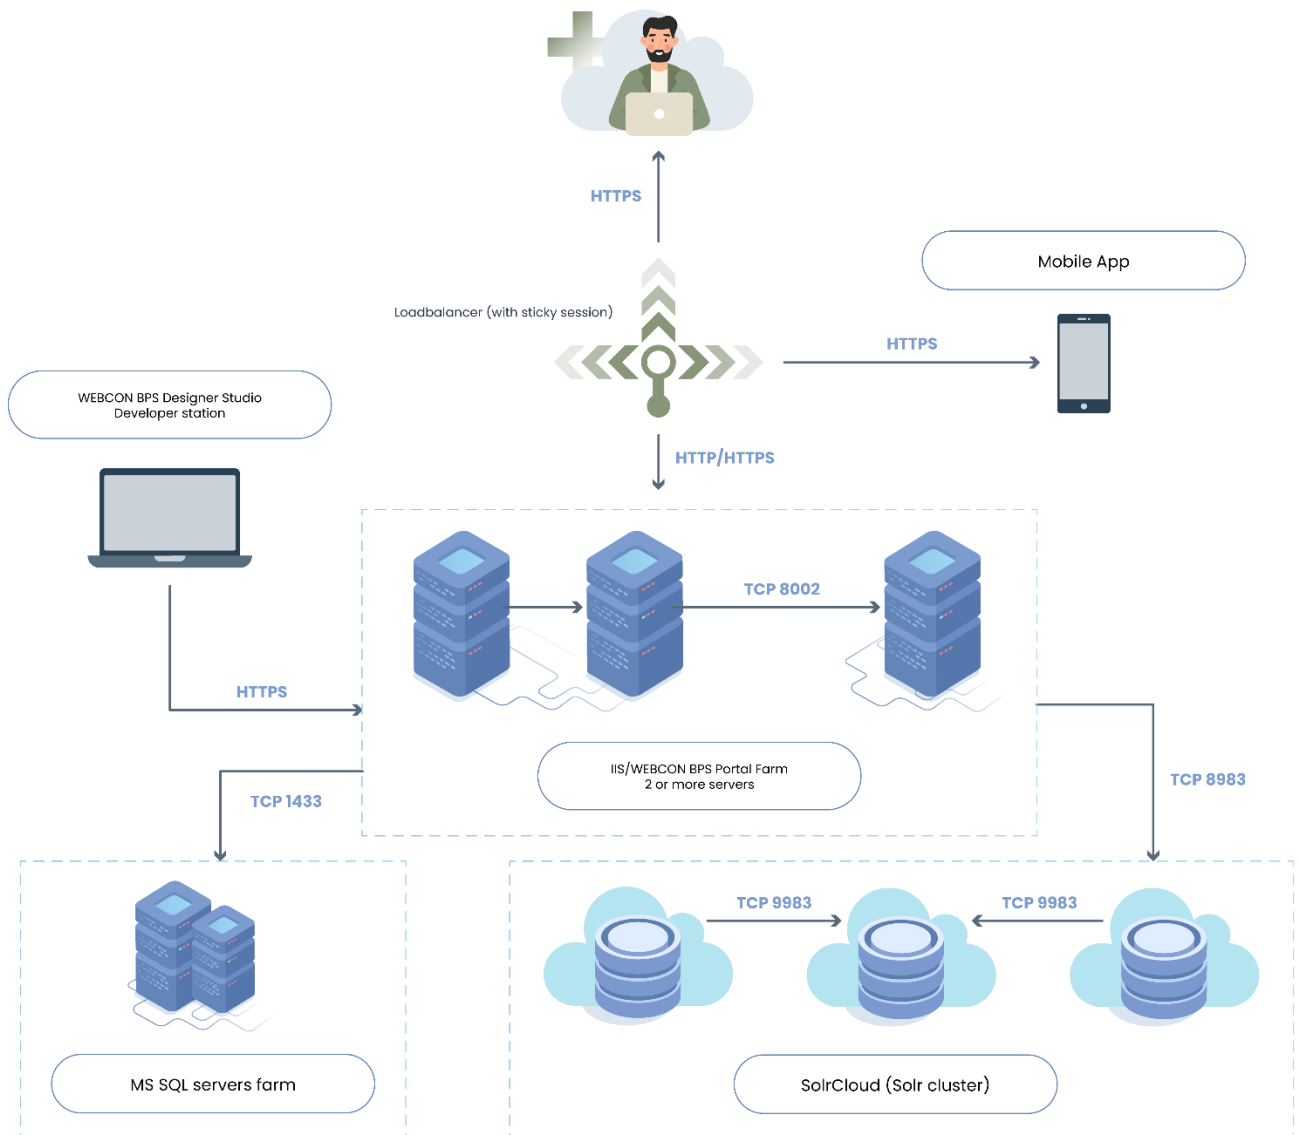 HTTPS
Mobile App
Loadbalancer (with sticky session)
HTTPS
WEBCON BPS Designer Studio
Developer station
HTTP/HTTPS
TCP 8002
HTTPS
IIS/WEBCON BPS Portal Farm
2 or more servers
TCP 1433
TCP 8983
TCP 9983
TCP 9983
MS SQL servers farm
SolrCloud (Solr cluster)